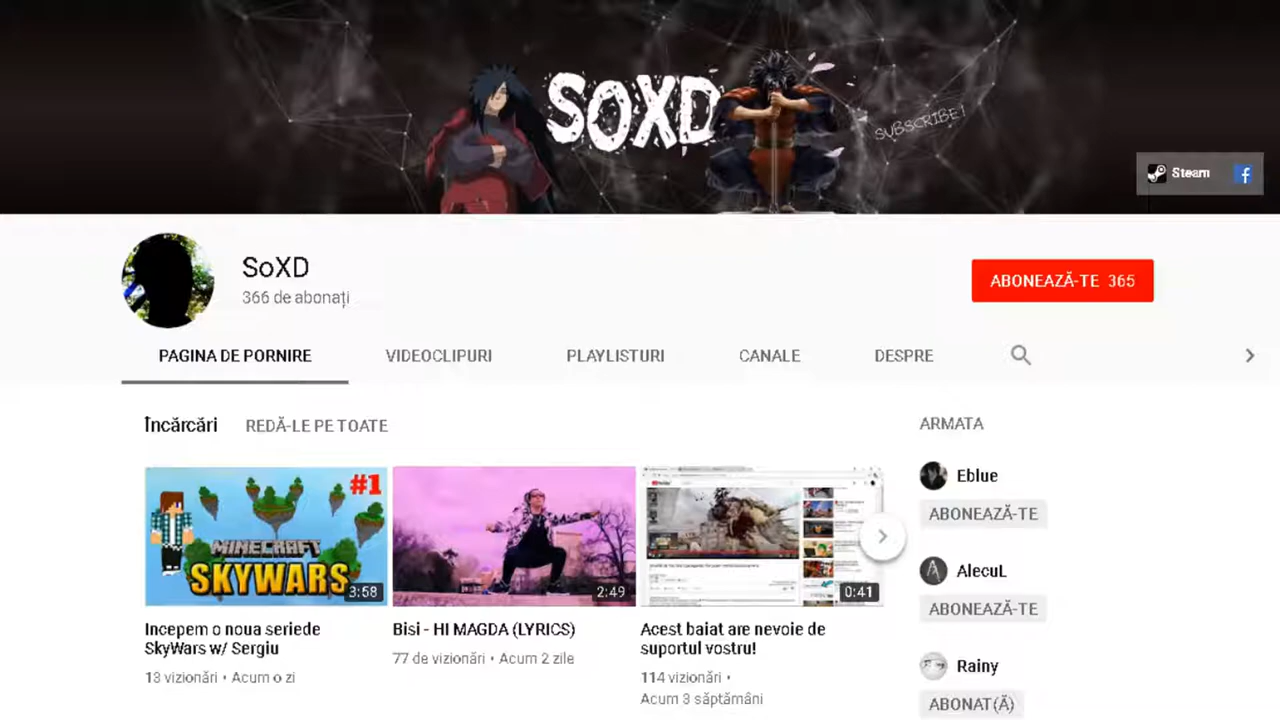 SOXD
SUBSCRIBE!
Steam
SoXD
366 de abonați
ABONEAZĂ-TE 365
PAGINA DE PORNIRE
VIDEOCLIPURI
PLAYLISTURI
CANALE
DESPRE
Încărcări
REDĂ-LE PE TOATE
ARMATA
#1
MINECRAFT
SKYWARS
3:58
2:49
0:41
Incepem o noua seriede
SkyWars w/ Sergiu
13 vizionări • Acum o zi
Bisi - HI MAGDA (LYRICS)
77 de vizionări • Acum 2 zile
Acest baiat are nevoie de
suportul vostru!
114 vizionări •
Acum 3 săptămâni
Eblue
ABONEAZĂ-TE
AlecuL
ABONEAZĂ-TE
Rainy
ABONAT(Ă)